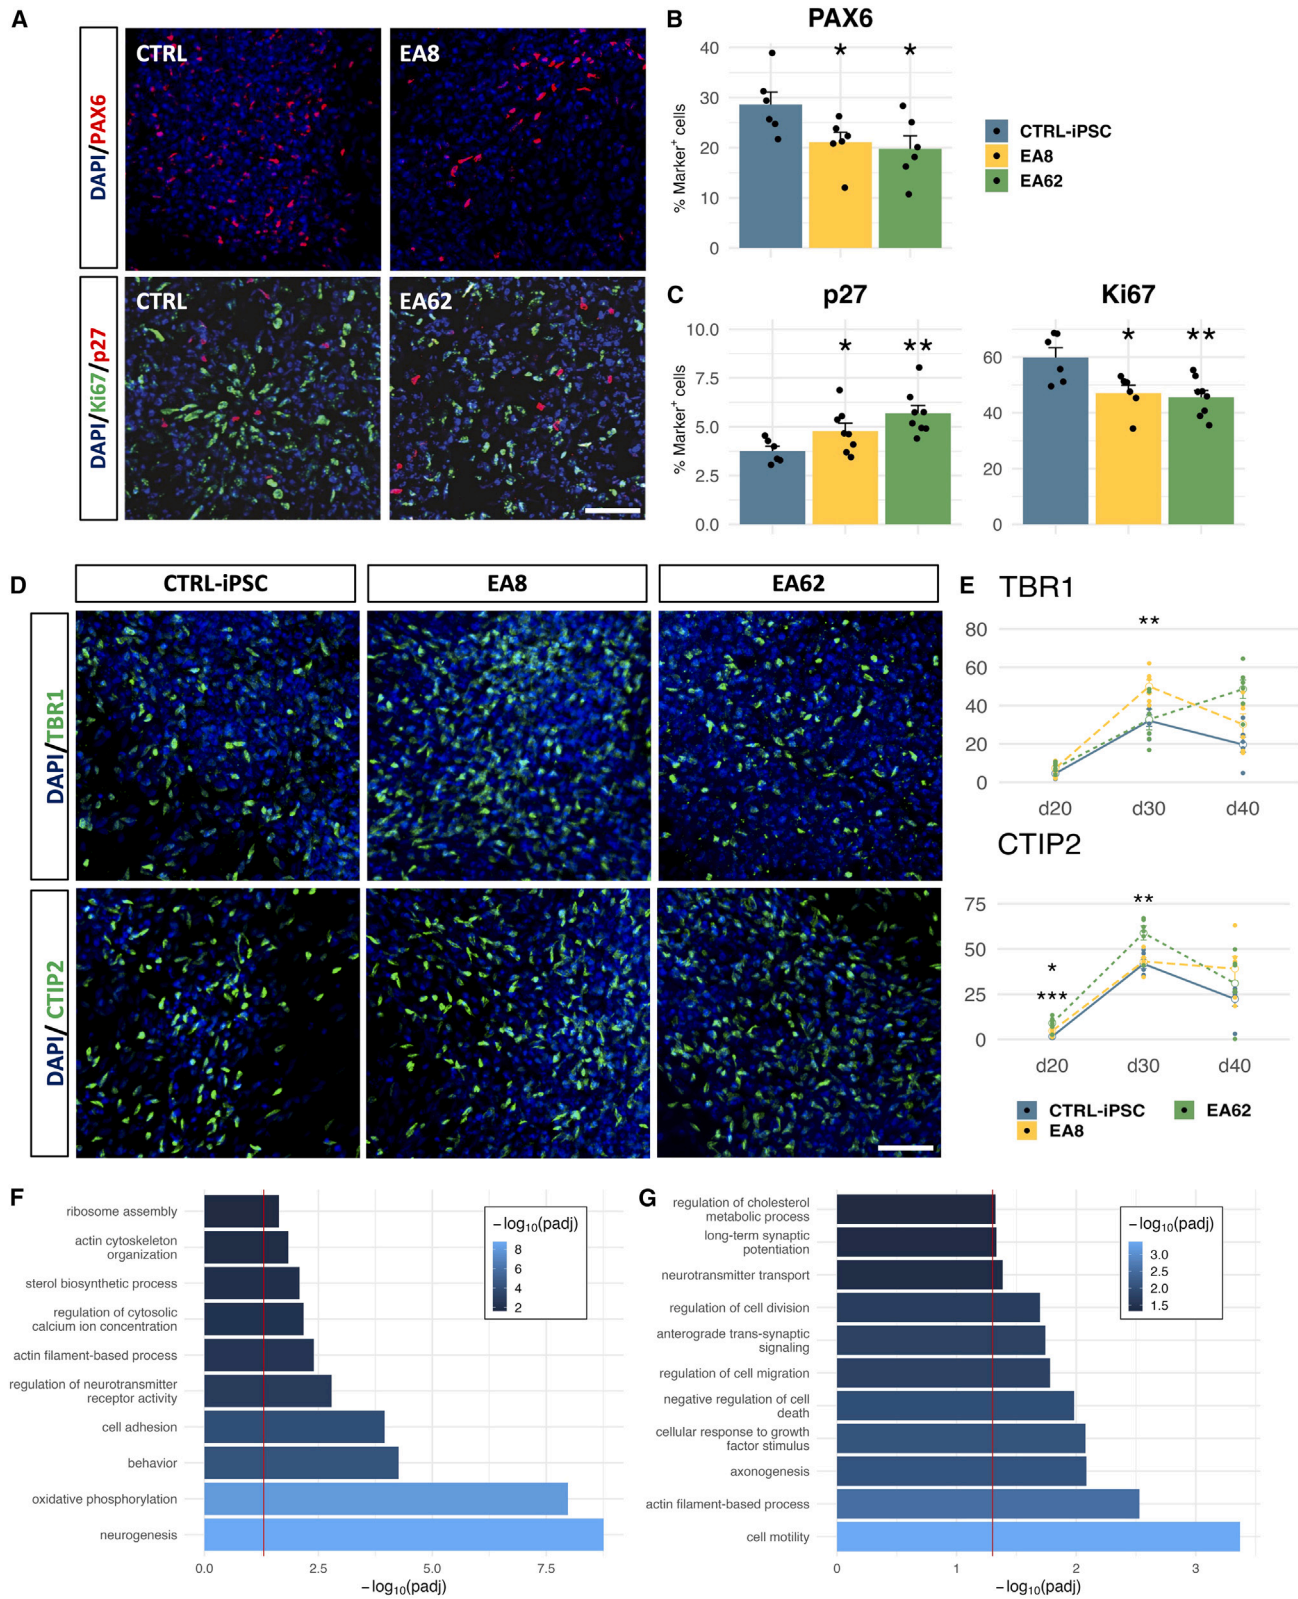 A
DAPI/PAX6
CTRL
EA8
DAPI/Ki67/p27
CTRL
EA62
B
PAX6
% Marker+ cells
40
30
20
10
0
*
*
CTRL-iPSC
EA8
EA62
C
p27
% Marker+ cells
10.0
7.5
5.0
2.5
0.0
*
**
Ki67
60
40
20
0
*
**
D
CTRL-iPSC
EA8
EA62
DAPI/TBR1
DAPI/ CTIP2
E
TBR1
**
80
60
40
20
0
d20
d30
d40
CTIP2
75
50
25
0
*
***
**
d20
d30
d40
CTRL-iPSC
EA8
EA62
F
ribosome assembly
actin cytoskeleton
organization
sterol biosynthetic process
regulation of cytosolic
calcium ion concentration
actin filament-based process
regulation of neurotransmitter
receptor activity
cell adhesion
behavior
oxidative phosphorylation
neurogenesis
0.0
2.5
5.0
7.5
−log10(padj)
−log10(padj)
8
6
4
2
G
regulation of cholesterol
metabolic process
long-term synaptic
potentiation
neurotransmitter transport
regulation of cell division
anterograde trans-synaptic
signaling
regulation of cell migration
negative regulation of cell
death
cellular response to growth
factor stimulus
axonogenesis
actin filament-based process
cell motility
0
1
2
3
−log10(padj)
−log10(padj)
3.0
2.5
2.0
1.5